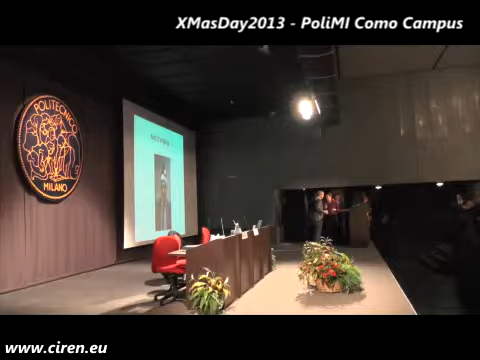 XMasDay2013 - PoliMI Como Campus
POLITECNICO
MILANO
www.ciren.eu